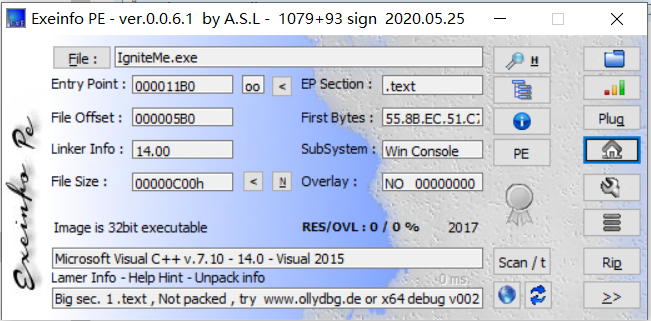 Exeinfo PE - ver.0.0.6.1 by A.S.L - 1079+93 sign 2020.05.25
File : IgniteMe.exe H
Entry Point : 000011B0 oo < EP Section : .text
File Offset : 000005B0 First Bytes : 55.8B.EC.51.C7 Plug
Linker Info : 14.00 SubSystem : Win Console PE
File Size : 00000C00h < N Overlay : NO 00000000
Image is 32bit executable RES/OVL : 0 / 0 % 2017
Microsoft Visual C++ v.7.10 - 14.0 - Visual 2015 Scan / t Rip
Lamer Info - Help Hint - Unpack info 0 ms.
Big sec. 1 .text , Not packed , try www.ollydbg.de or x64 debug v002 >>
Exeinfo Pe